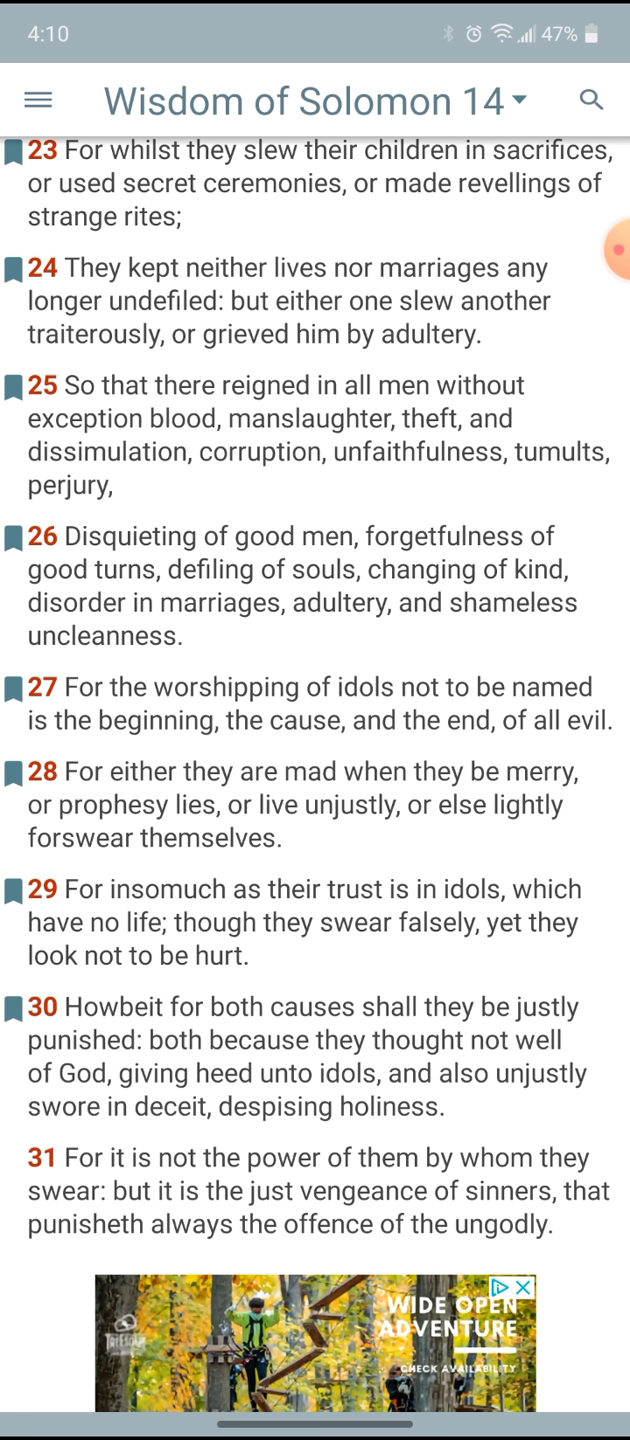 4:10
47%
Wisdom of Solomon 14
23 For whilst they slew their children in sacrifices,
or used secret ceremonies, or made revellings of
strange rites;
24 They kept neither lives nor marriages any
longer undefiled: but either one slew another
traiterously, or grieved him by adultery.
25 So that there reigned in all men without
exception blood, manslaughter, theft, and
dissimulation, corruption, unfaithfulness, tumults,
perjury,
26 Disquieting of good men, forgetfulness of
good turns, defiling of souls, changing of kind,
disorder in marriages, adultery, and shameless
uncleanness.
27 For the worshipping of idols not to be named
is the beginning, the cause, and the end, of all evil.
28 For either they are mad when they be merry,
or prophesy lies, or live unjustly, or else lightly
forswear themselves.
29 For insomuch as their trust is in idols, which
have no life; though they swear falsely, yet they
look not to be hurt.
30 Howbeit for both causes shall they be justly
punished: both because they thought not well
of God, giving heed unto idols, and also unjustly
swore in deceit, despising holiness.
31 For it is not the power of them by whom they
swear: but it is the just vengeance of sinners, that
punisheth always the offence of the ungodly.
WIDE OPEN
ADVENTURE
CHECK AVAILABILITY